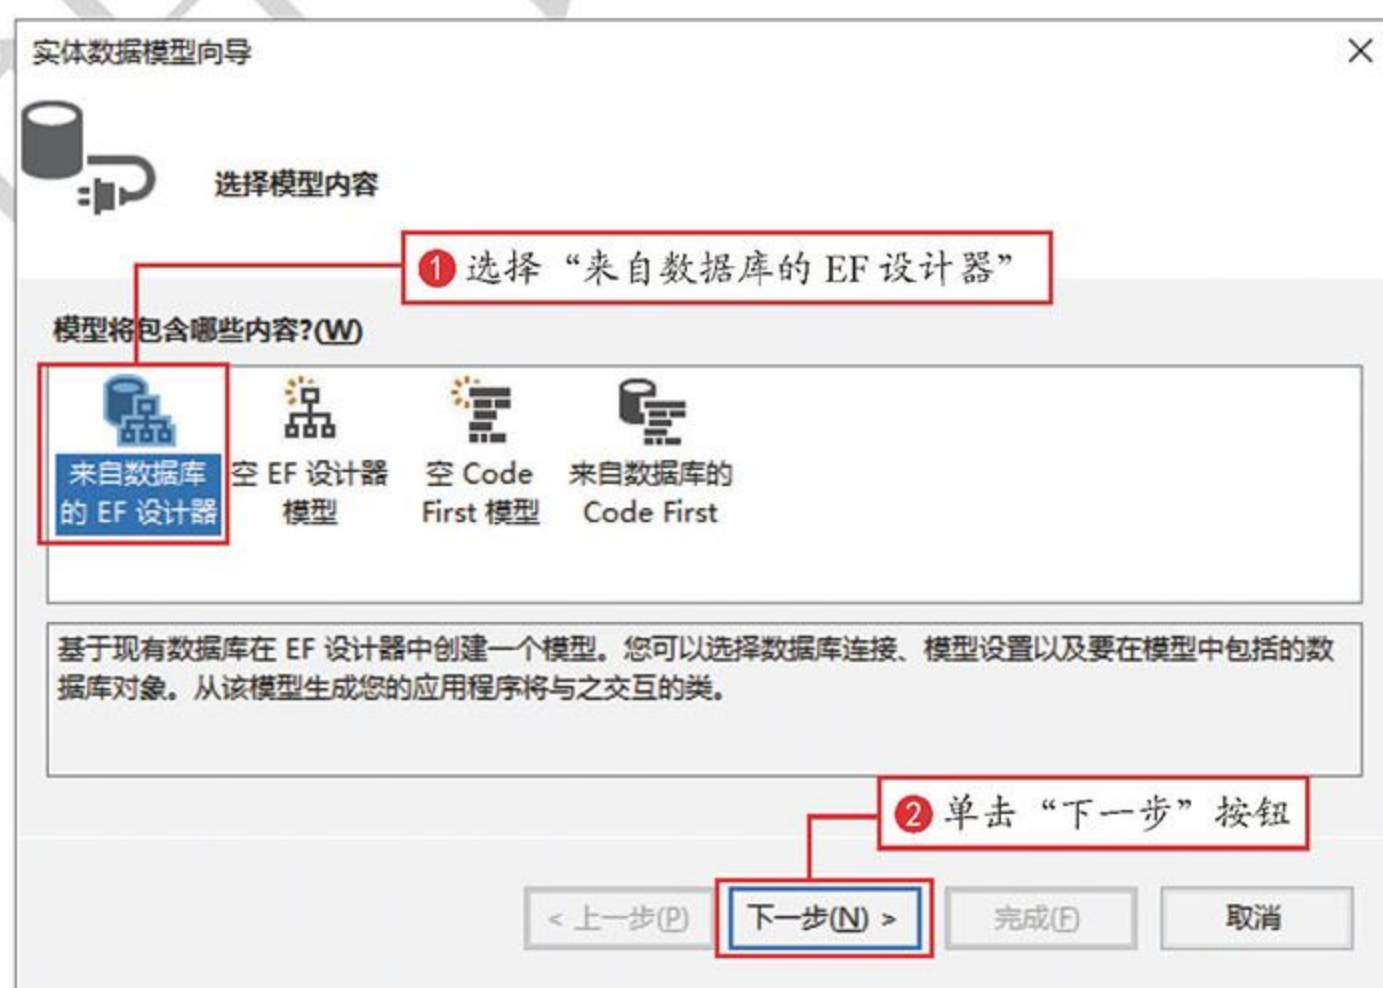 实体数据模型向导
选择模型内容
1 选择“来自数据库的 EF 设计器”
模型将包含哪些内容?(W)
来自数据库
的 EF 设计器
空 EF 设计器
模型
空 Code
First 模型
来自数据库的
Code First
基于现有数据库在 EF 设计器中创建一个模型。您可以选择数据库连接、模型设置以及要在模型中包括的数
据库对象。从该模型生成您的应用程序将与之交互的类。
2 单击“下一步”按钮
< 上一步(P)
下一步(N) >
完成(F)
取消